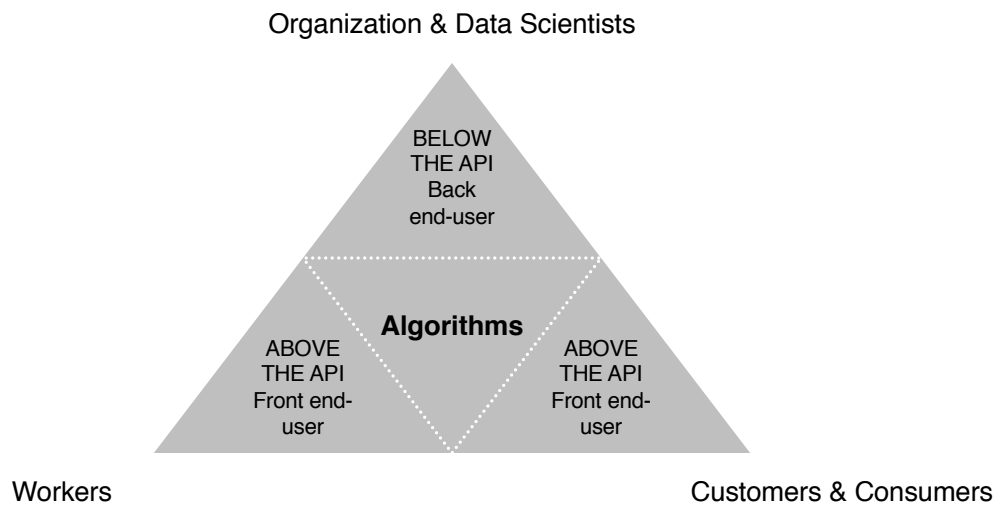 Organization & Data Scientists
BELOW
THE API
Back
end-user
Algorithms
ABOVE
THE API
Front end-
user
ABOVE
THE API
Front end-
user
Workers
Customers & Consumers